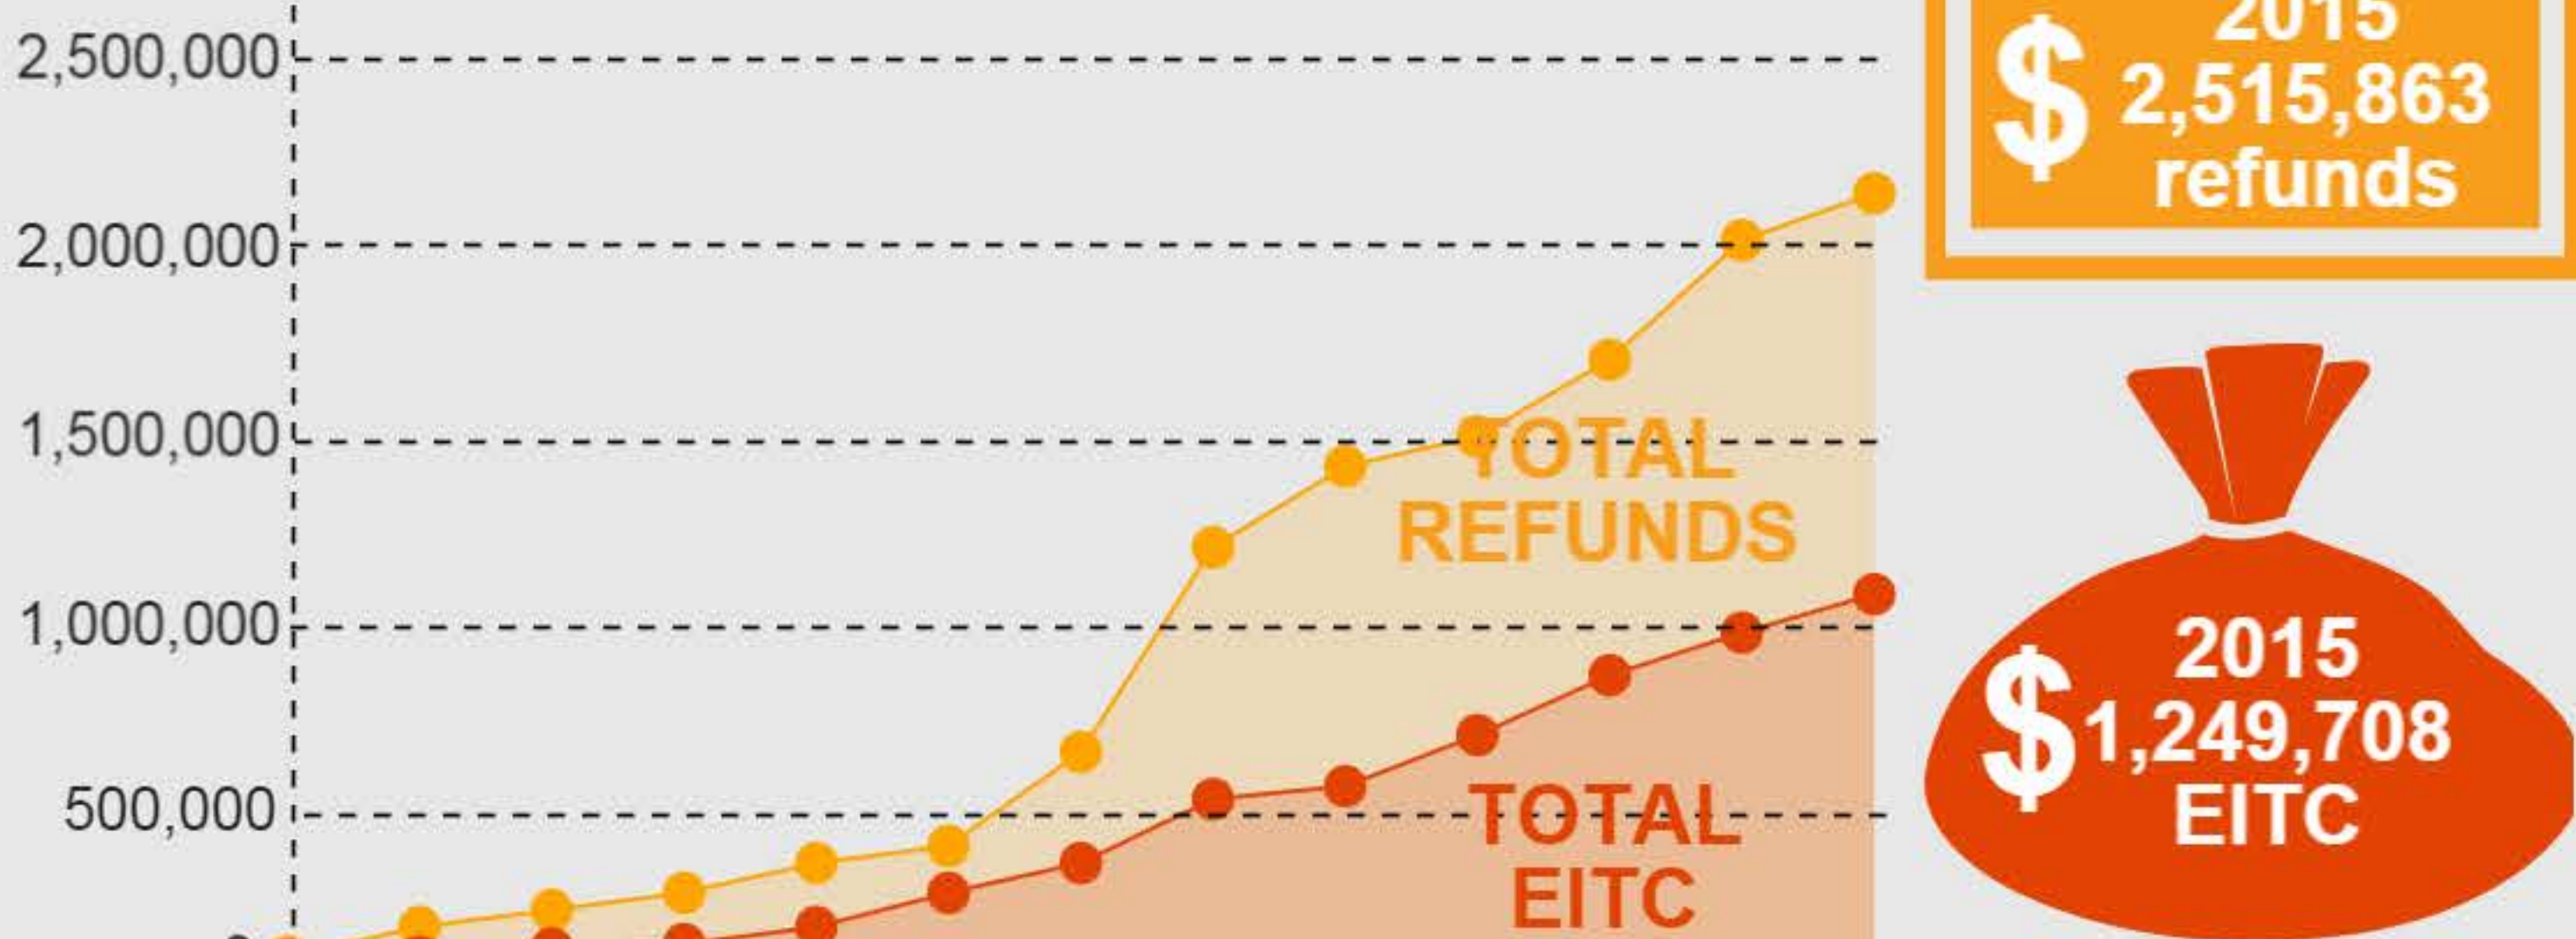 2,500,000
2,000,000
1,500,000
1,000,000
500,000
TOTAL
REFUNDS
TOTAL
EITC
2015
$ 2,515,863
refunds
2015
$ 1,249,708
EITC